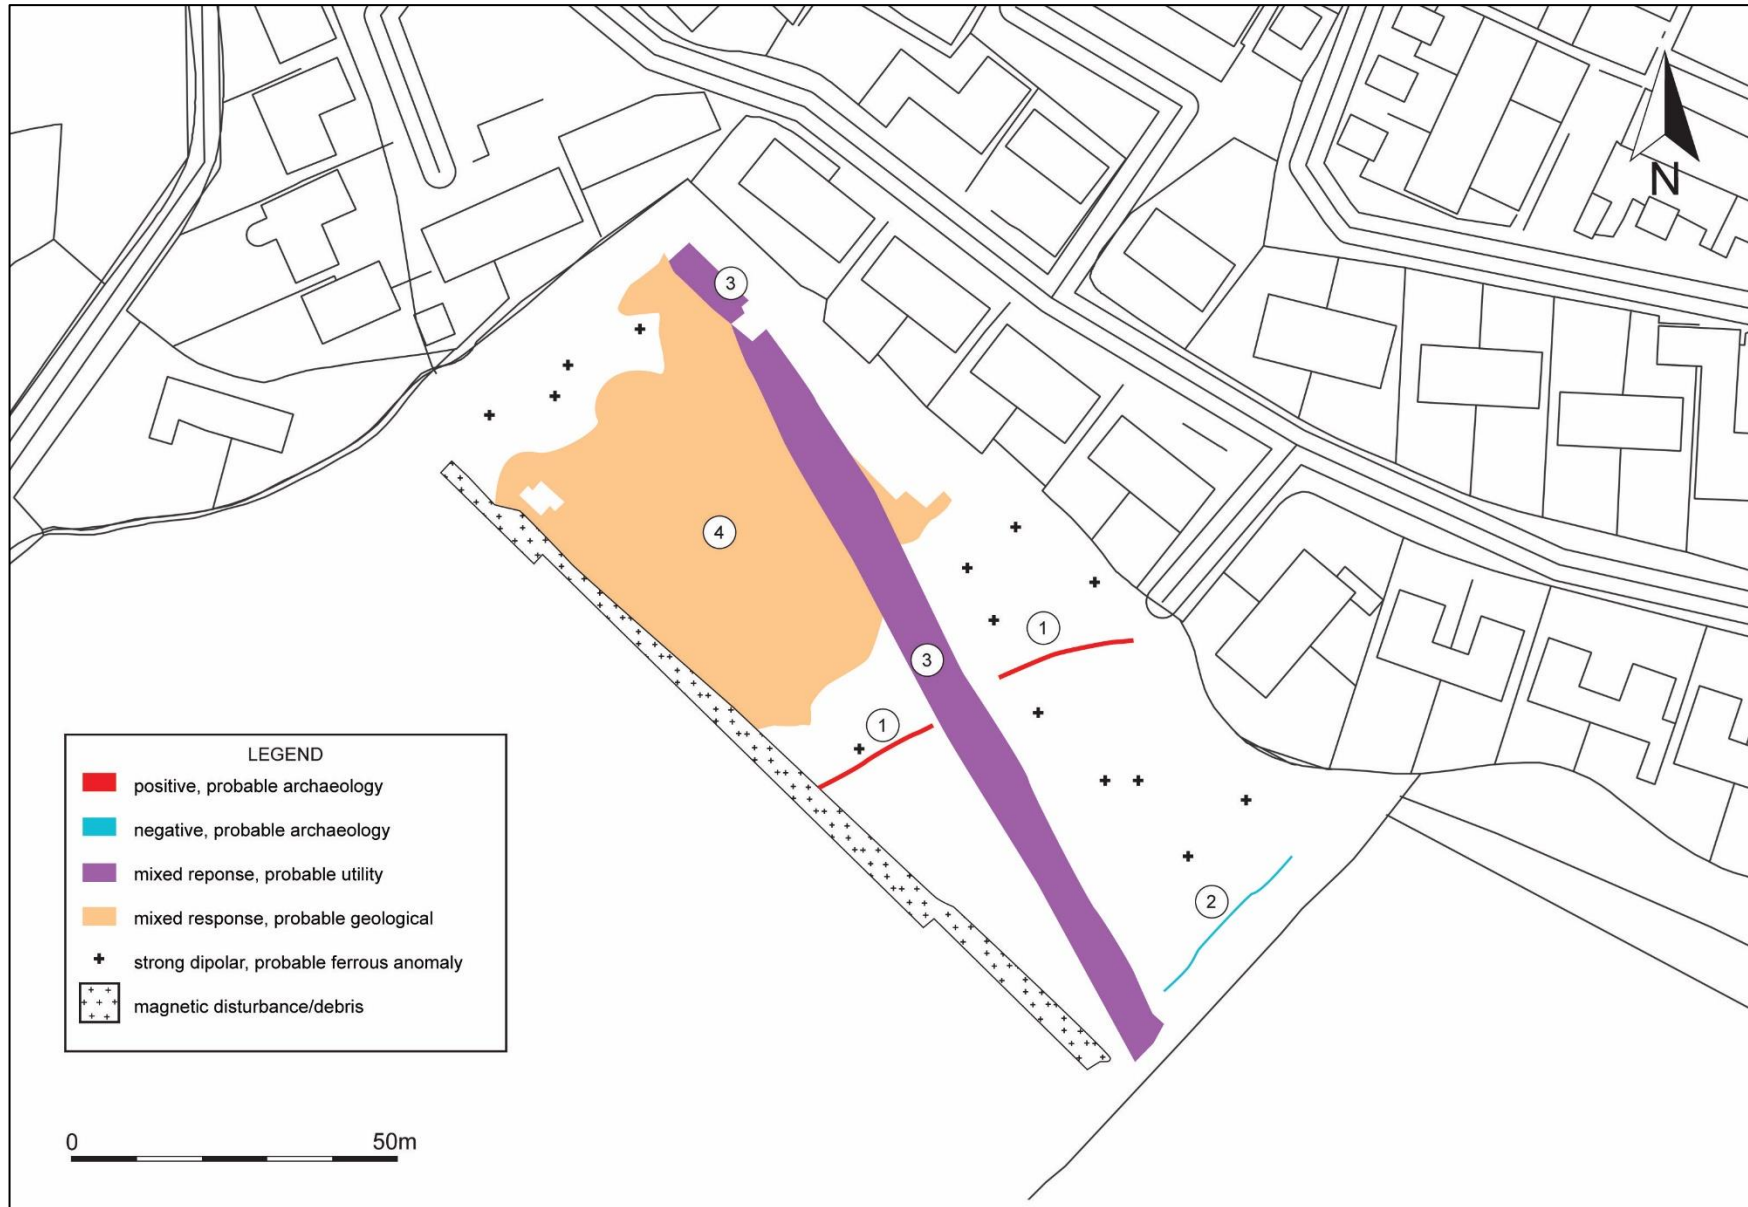 N
3
4
1
3
1
2
LEGEND
positive, probable archaeology
negative, probable archaeology
mixed reponse, probable utility
mixed response, probable geological
strong dipolar, probable ferrous anomaly
magnetic disturbance/debris
0 50m